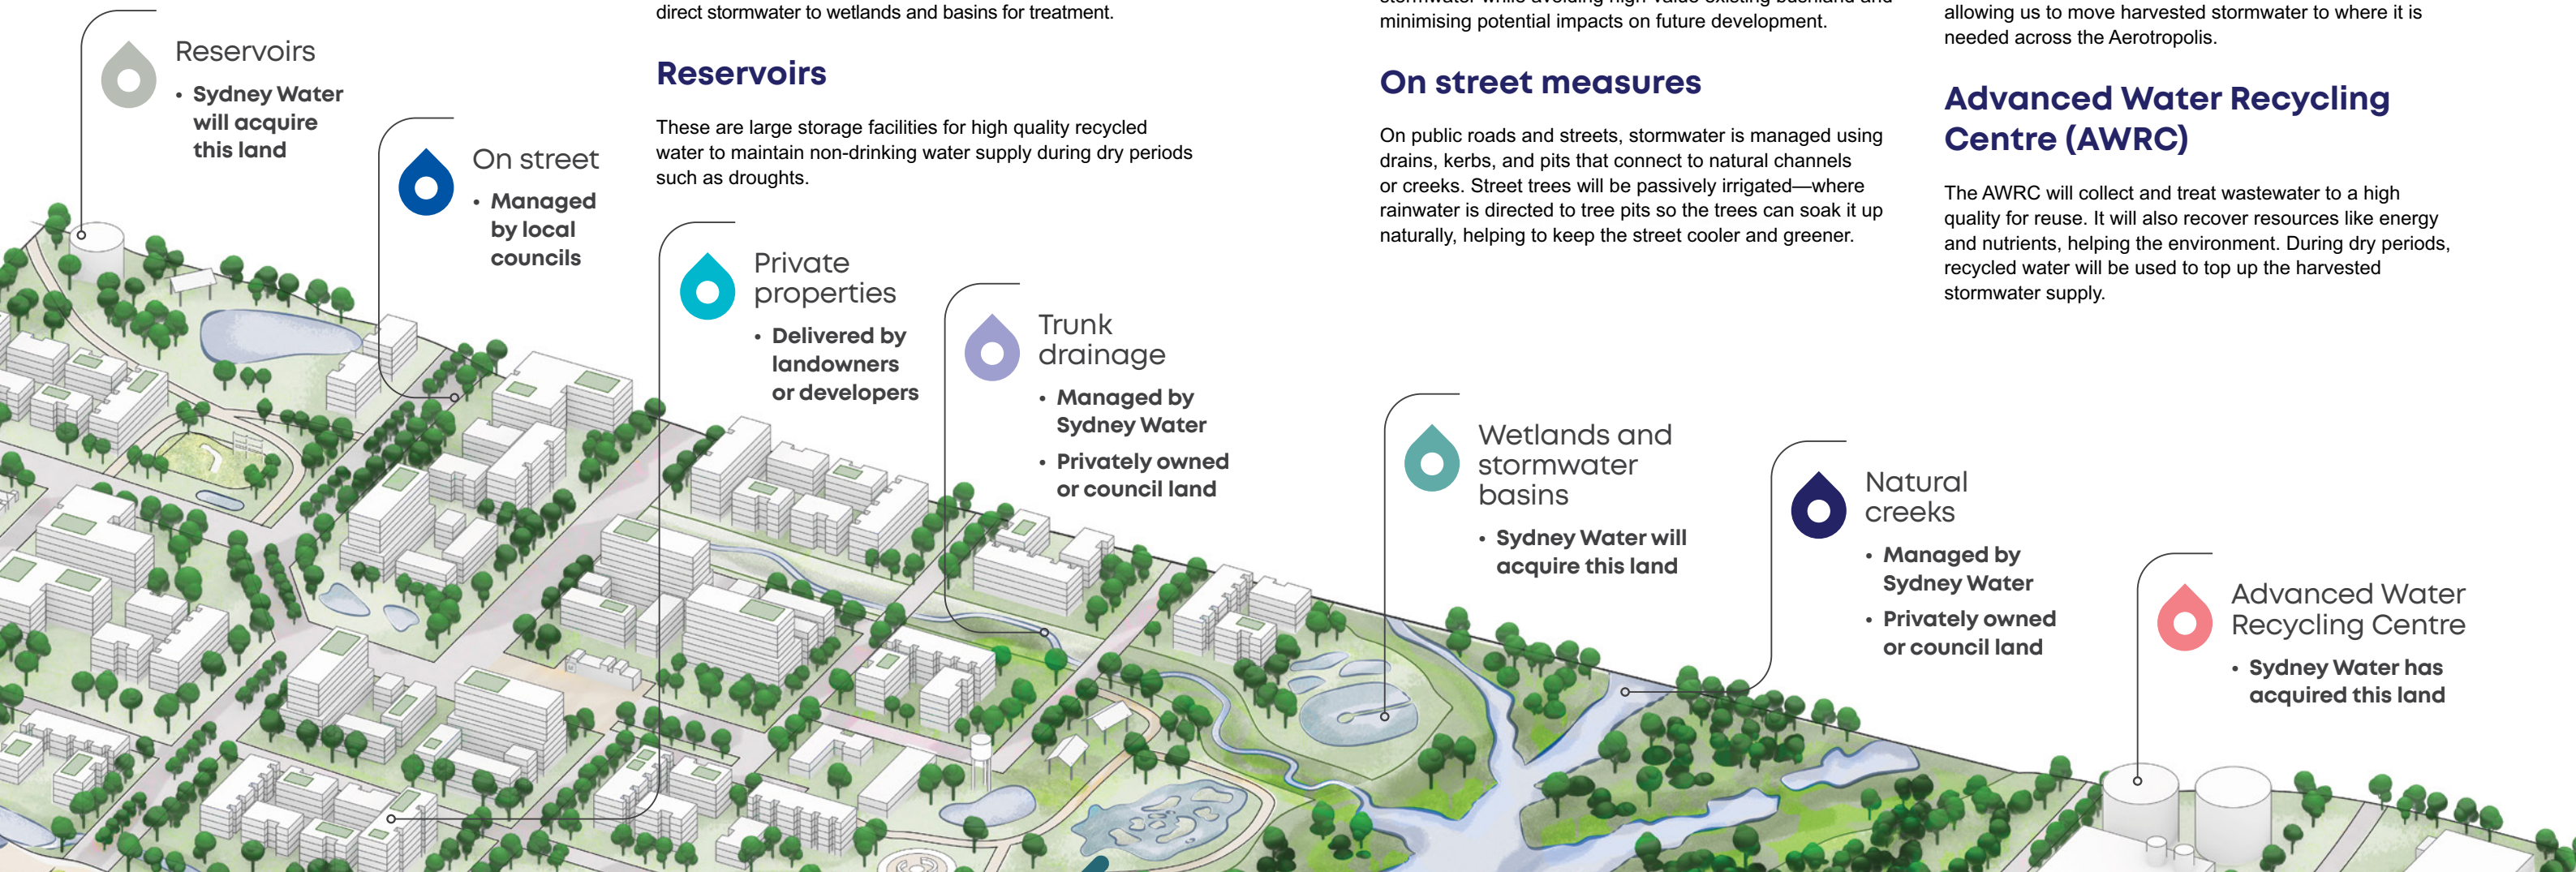 direct stormwater to wetlands and basins for treatment.
Reservoirs
These are large storage facilities for high quality recycled
water to maintain non-drinking water supply during dry periods
such as droughts.
stormwater while avoiding high-value existing bushland and
minimising potential impacts on future development.
On street measures
On public roads and streets, stormwater is managed using
drains, kerbs, and pits that connect to natural channels
or creeks. Street trees will be passively irrigated—where
rainwater is directed to tree pits so the trees can soak it up
naturally, helping to keep the street cooler and greener.
allowing us to move harvested stormwater to where it is
needed across the Aerotropolis.
Advanced Water Recycling
Centre (AWRC)
The AWRC will collect and treat wastewater to a high
quality for reuse. It will also recover resources like energy
and nutrients, helping the environment. During dry periods,
recycled water will be used to top up the harvested
stormwater supply.
Reservoirs
• Sydney Water
will acquire
this land
On street
• Managed
by local
councils
Private
properties
• Delivered by
landowners
or developers
Trunk
drainage
• Managed by
Sydney Water
• Privately owned
or council land
Wetlands and
stormwater
basins
• Sydney Water will
acquire this land
Natural
creeks
• Managed by
Sydney Water
• Privately owned
or council land
Advanced Water
Recycling Centre
• Sydney Water has
acquired this land